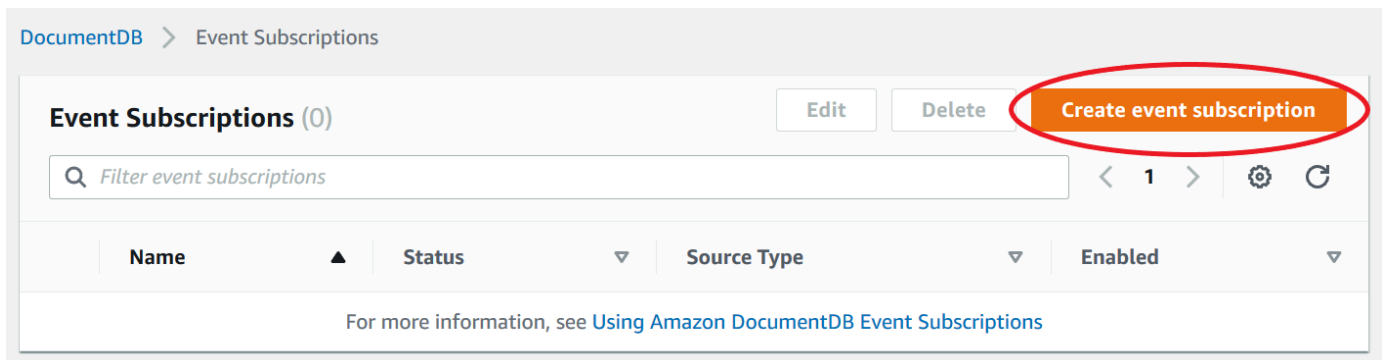 DocumentDB > Event Subscriptions
Event Subscriptions (0) Edit Delete Create event subscription
Filter event subscriptions < 1 >
Name Status Source Type Enabled
For more information, see Using Amazon DocumentDB Event Subscriptions